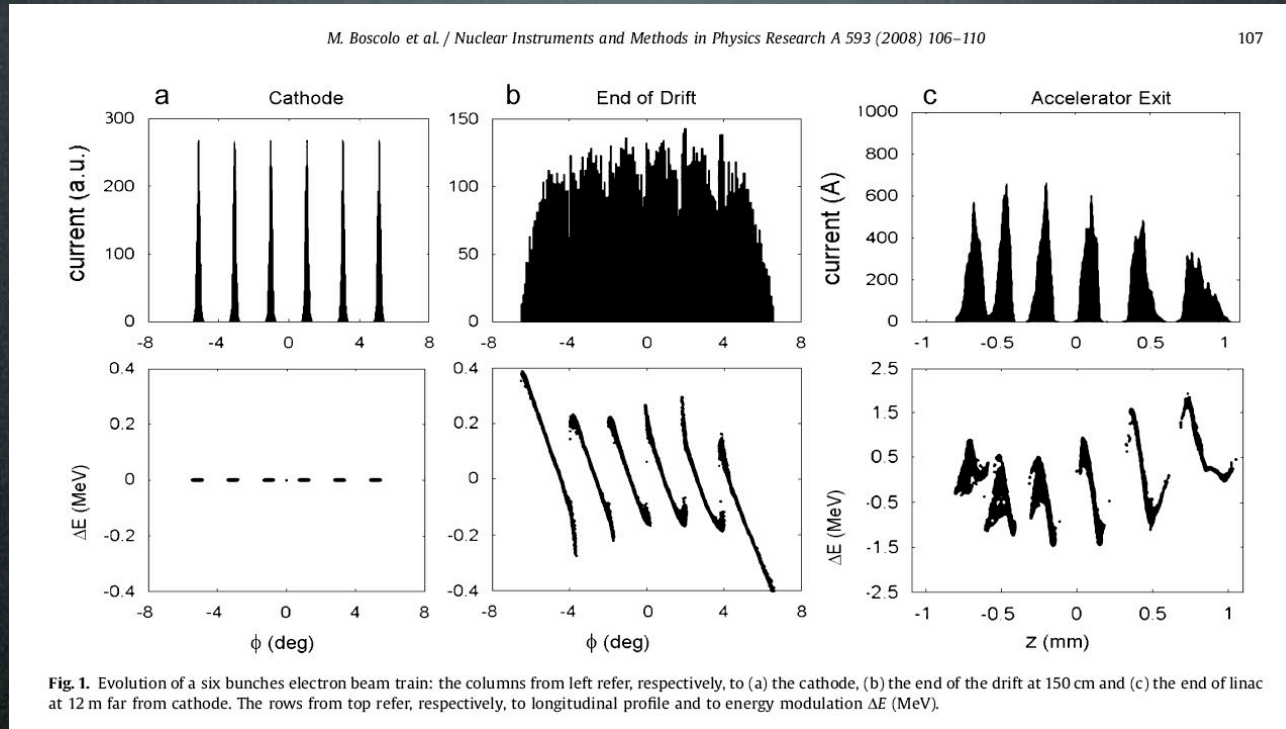 M. Boscolo et al. / Nuclear Instruments and Methods in Physics Research A 593 (2008) 106–110
107
a Cathode
b End of Drift
c Accelerator Exit
current (a.u.)
300
200
100
0
-8 -4 0 4 8
150
100
50
0
-8 -4 0 4 8
current (A)
1000
800
600
400
200
0
-1 -0.5 0 0.5 1
ΔE (MeV)
0.4
0.2
0
-0.2
-0.4
-8 -4 0 4 8
ϕ (deg)
0.4
0.2
0
-0.2
-0.4
-8 -4 0 4 8
ϕ (deg)
ΔE (MeV)
2.5
1.5
0.5
-0.5
-1.5
-2.5
-1 -0.5 0 0.5 1
z (mm)
Fig. 1. Evolution of a six bunches electron beam train: the columns from left refer, respectively, to (a) the cathode, (b) the end of the drift at 150 cm and (c) the end of linac
at 12 m far from cathode. The rows from top refer, respectively, to longitudinal profile and to energy modulation ΔE (MeV).